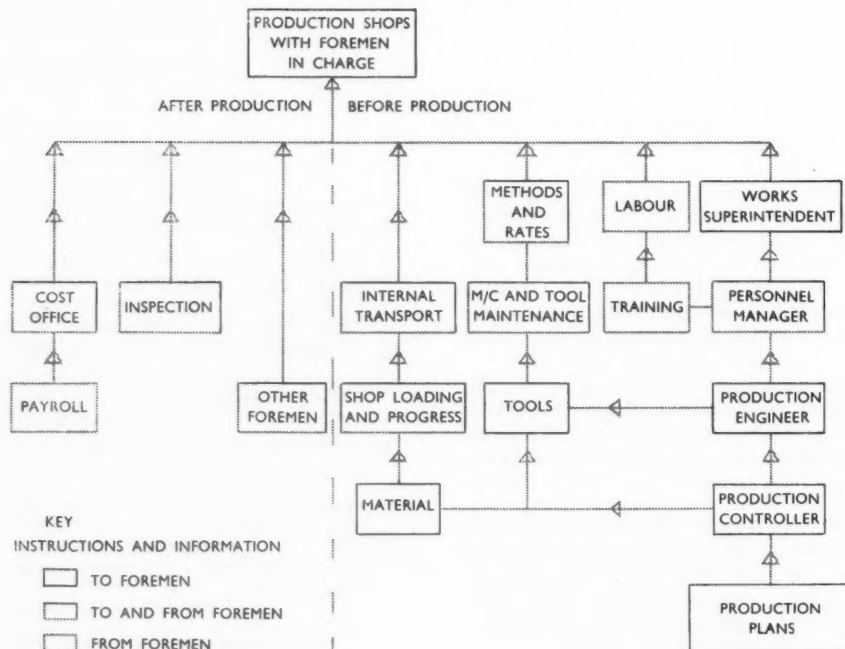 PRODUCTION SHOPS
WITH FOREMEN
IN CHARGE
AFTER PRODUCTION
BEFORE PRODUCTION
METHODS
AND
RATES
LABOUR
WORKS
SUPERINTENDENT
COST
OFFICE
INSPECTION
INTERNAL
TRANSPORT
M/C AND TOOL
MAINTENANCE
TRAINING
PERSONNEL
MANAGER
PAYROLL
OTHER
FOREMEN
SHOP LOADING
AND PROGRESS
TOOLS
PRODUCTION
ENGINEER
MATERIAL
PRODUCTION
CONTROLLER
KEY
INSTRUCTIONS AND INFORMATION
TO FOREMEN
TO AND FROM FOREMEN
FROM FOREMEN
PRODUCTION
PLANS